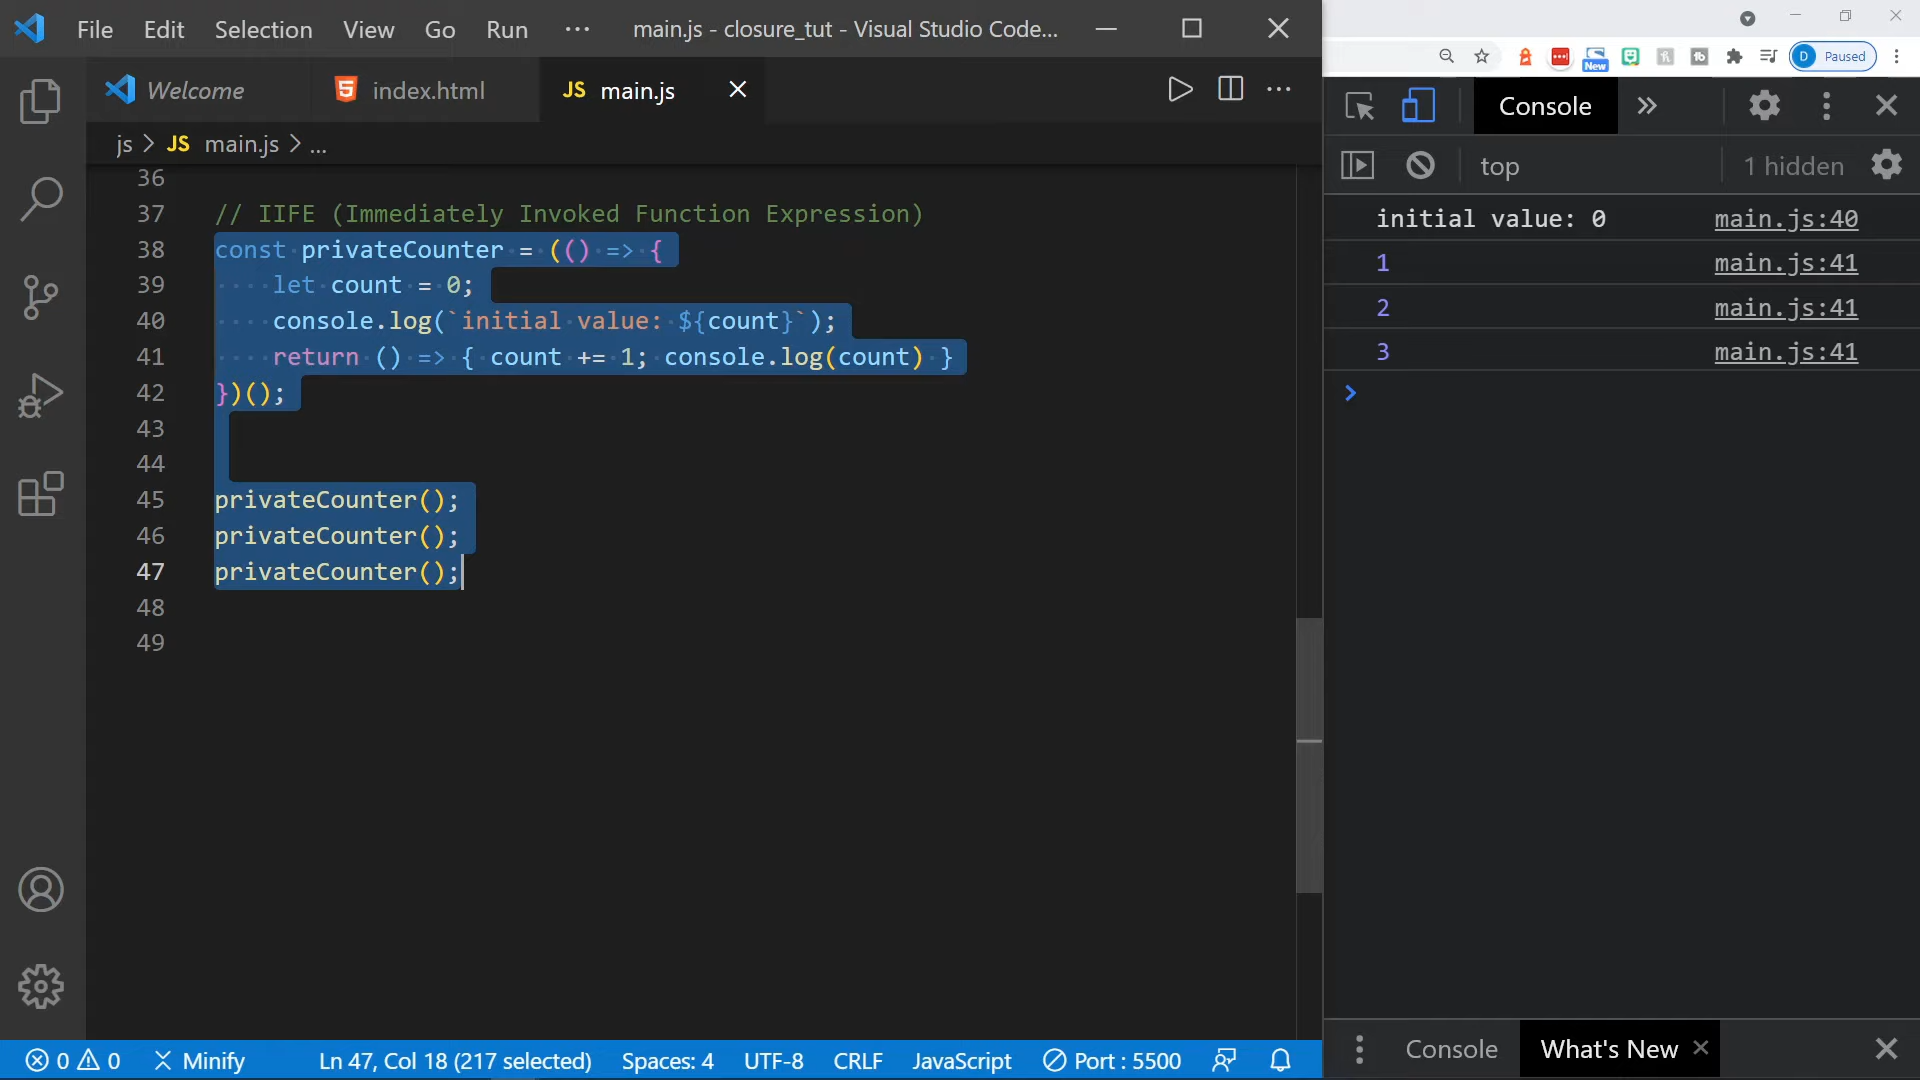 File Edit Selection View Go Run ··· main.js - closure_tut - Visual Studio Code...
Welcome index.html JS main.js
js > JS main.js > ...
36
37 // IIFE (Immediately Invoked Function Expression)
38 const privateCounter = (() => {
39 let count = 0;
40 console.log(`initial value: ${count}`);
41 return () => { count += 1; console.log(count) }
42 })();
43
44
45 privateCounter();
46 privateCounter();
47 privateCounter();
48
49
0 0 Minify Ln 47, Col 18 (217 selected) Spaces: 4 UTF-8 CRLF JavaScript Port : 5500
New D Paused
Console
top 1 hidden
initial value: 0 main.js:40
1 main.js:41
2 main.js:41
3 main.js:41
Console What's New